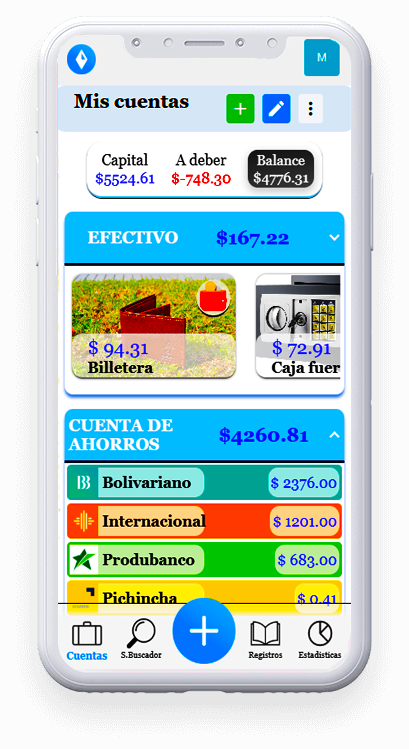 M
Mis cuentas
Capital A deber Balance
$5524.61 $-748.30 $4776.31
EFECTIVO $167.22
$ 94.31 $ 72.91
Billetera Caja fuer
CUENTA DE
AHORROS $4260.81
Bolivariano $ 2376.00
Internacional $ 1201.00
Produbanco $ 683.00
Pichincha $ 0.41
Cuentas S.Buscador Registros Estadisticas